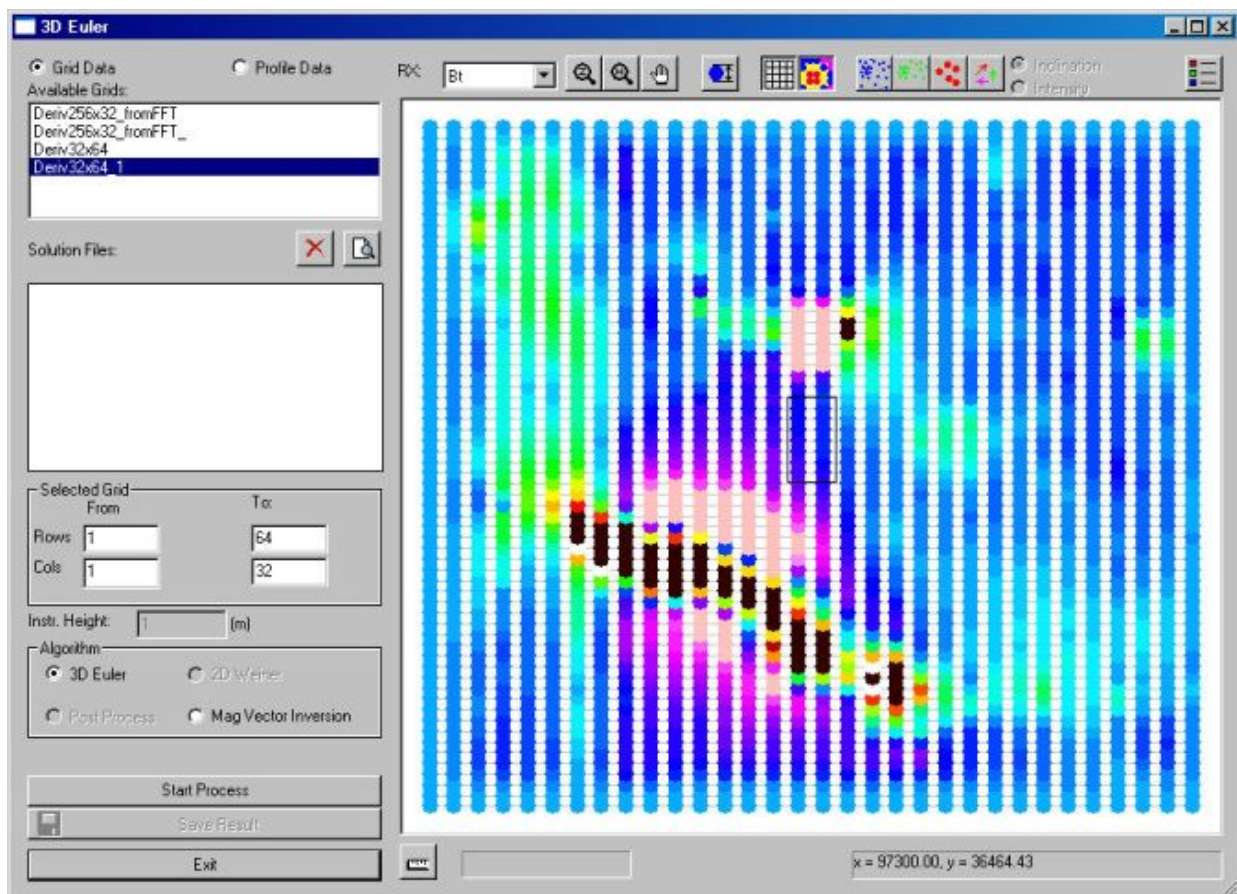 3D Euler
Grid Data
Profile Data
RX:
Bt
Inclination
Intensity
Available Grids:
Deriv256x32_fromFFT
Deriv256x32_fromFFT_
Deriv32x64
Deriv32x64_1
Solution Files:
Selected Grid
From
To:
Rows 1 64
Cols 1 32
Instr. Height: 1 (m)
Algorithm
3D Euler
2D Werner
Post Process
Mag Vector Inversion
Start Process
Save Result
Exit
x = 97300.00, y = 36464.43